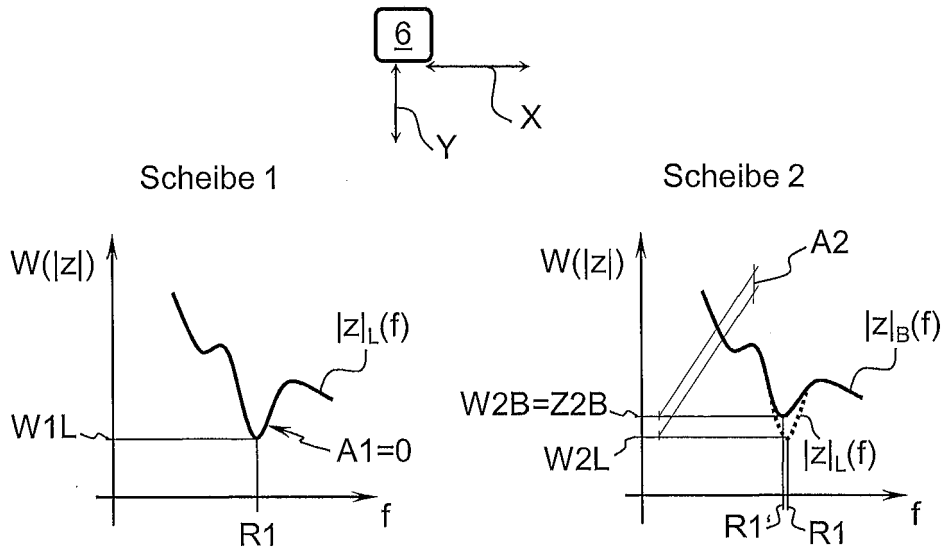 6
X
Y
Scheibe 1
W(|z|)
|z|L(f)
W1L
A1=0
R1
f
Scheibe 2
W(|z|)
A2
|z|B(f)
W2B=Z2B
W2L
|z|L(f)
R1'
R1
f